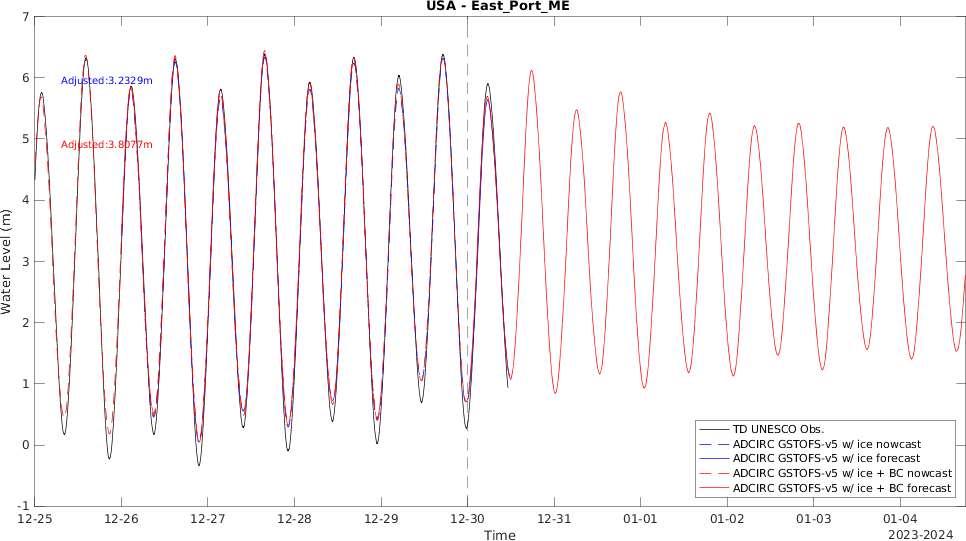 USA - East_Port_ME
7
6
5
4
3
2
1
0
-1
Water Level (m)
Adjusted:3.2329m
Adjusted:3.8077m
TD UNESCO Obs.
ADCIRC GSTOFS-v5 w/ ice nowcast
ADCIRC GSTOFS-v5 w/ ice forecast
ADCIRC GSTOFS-v5 w/ ice + BC nowcast
ADCIRC GSTOFS-v5 w/ ice + BC forecast
12-25 12-26 12-27 12-28 12-29 12-30 12-31 01-01 01-02 01-03 01-04
Time
2023-2024